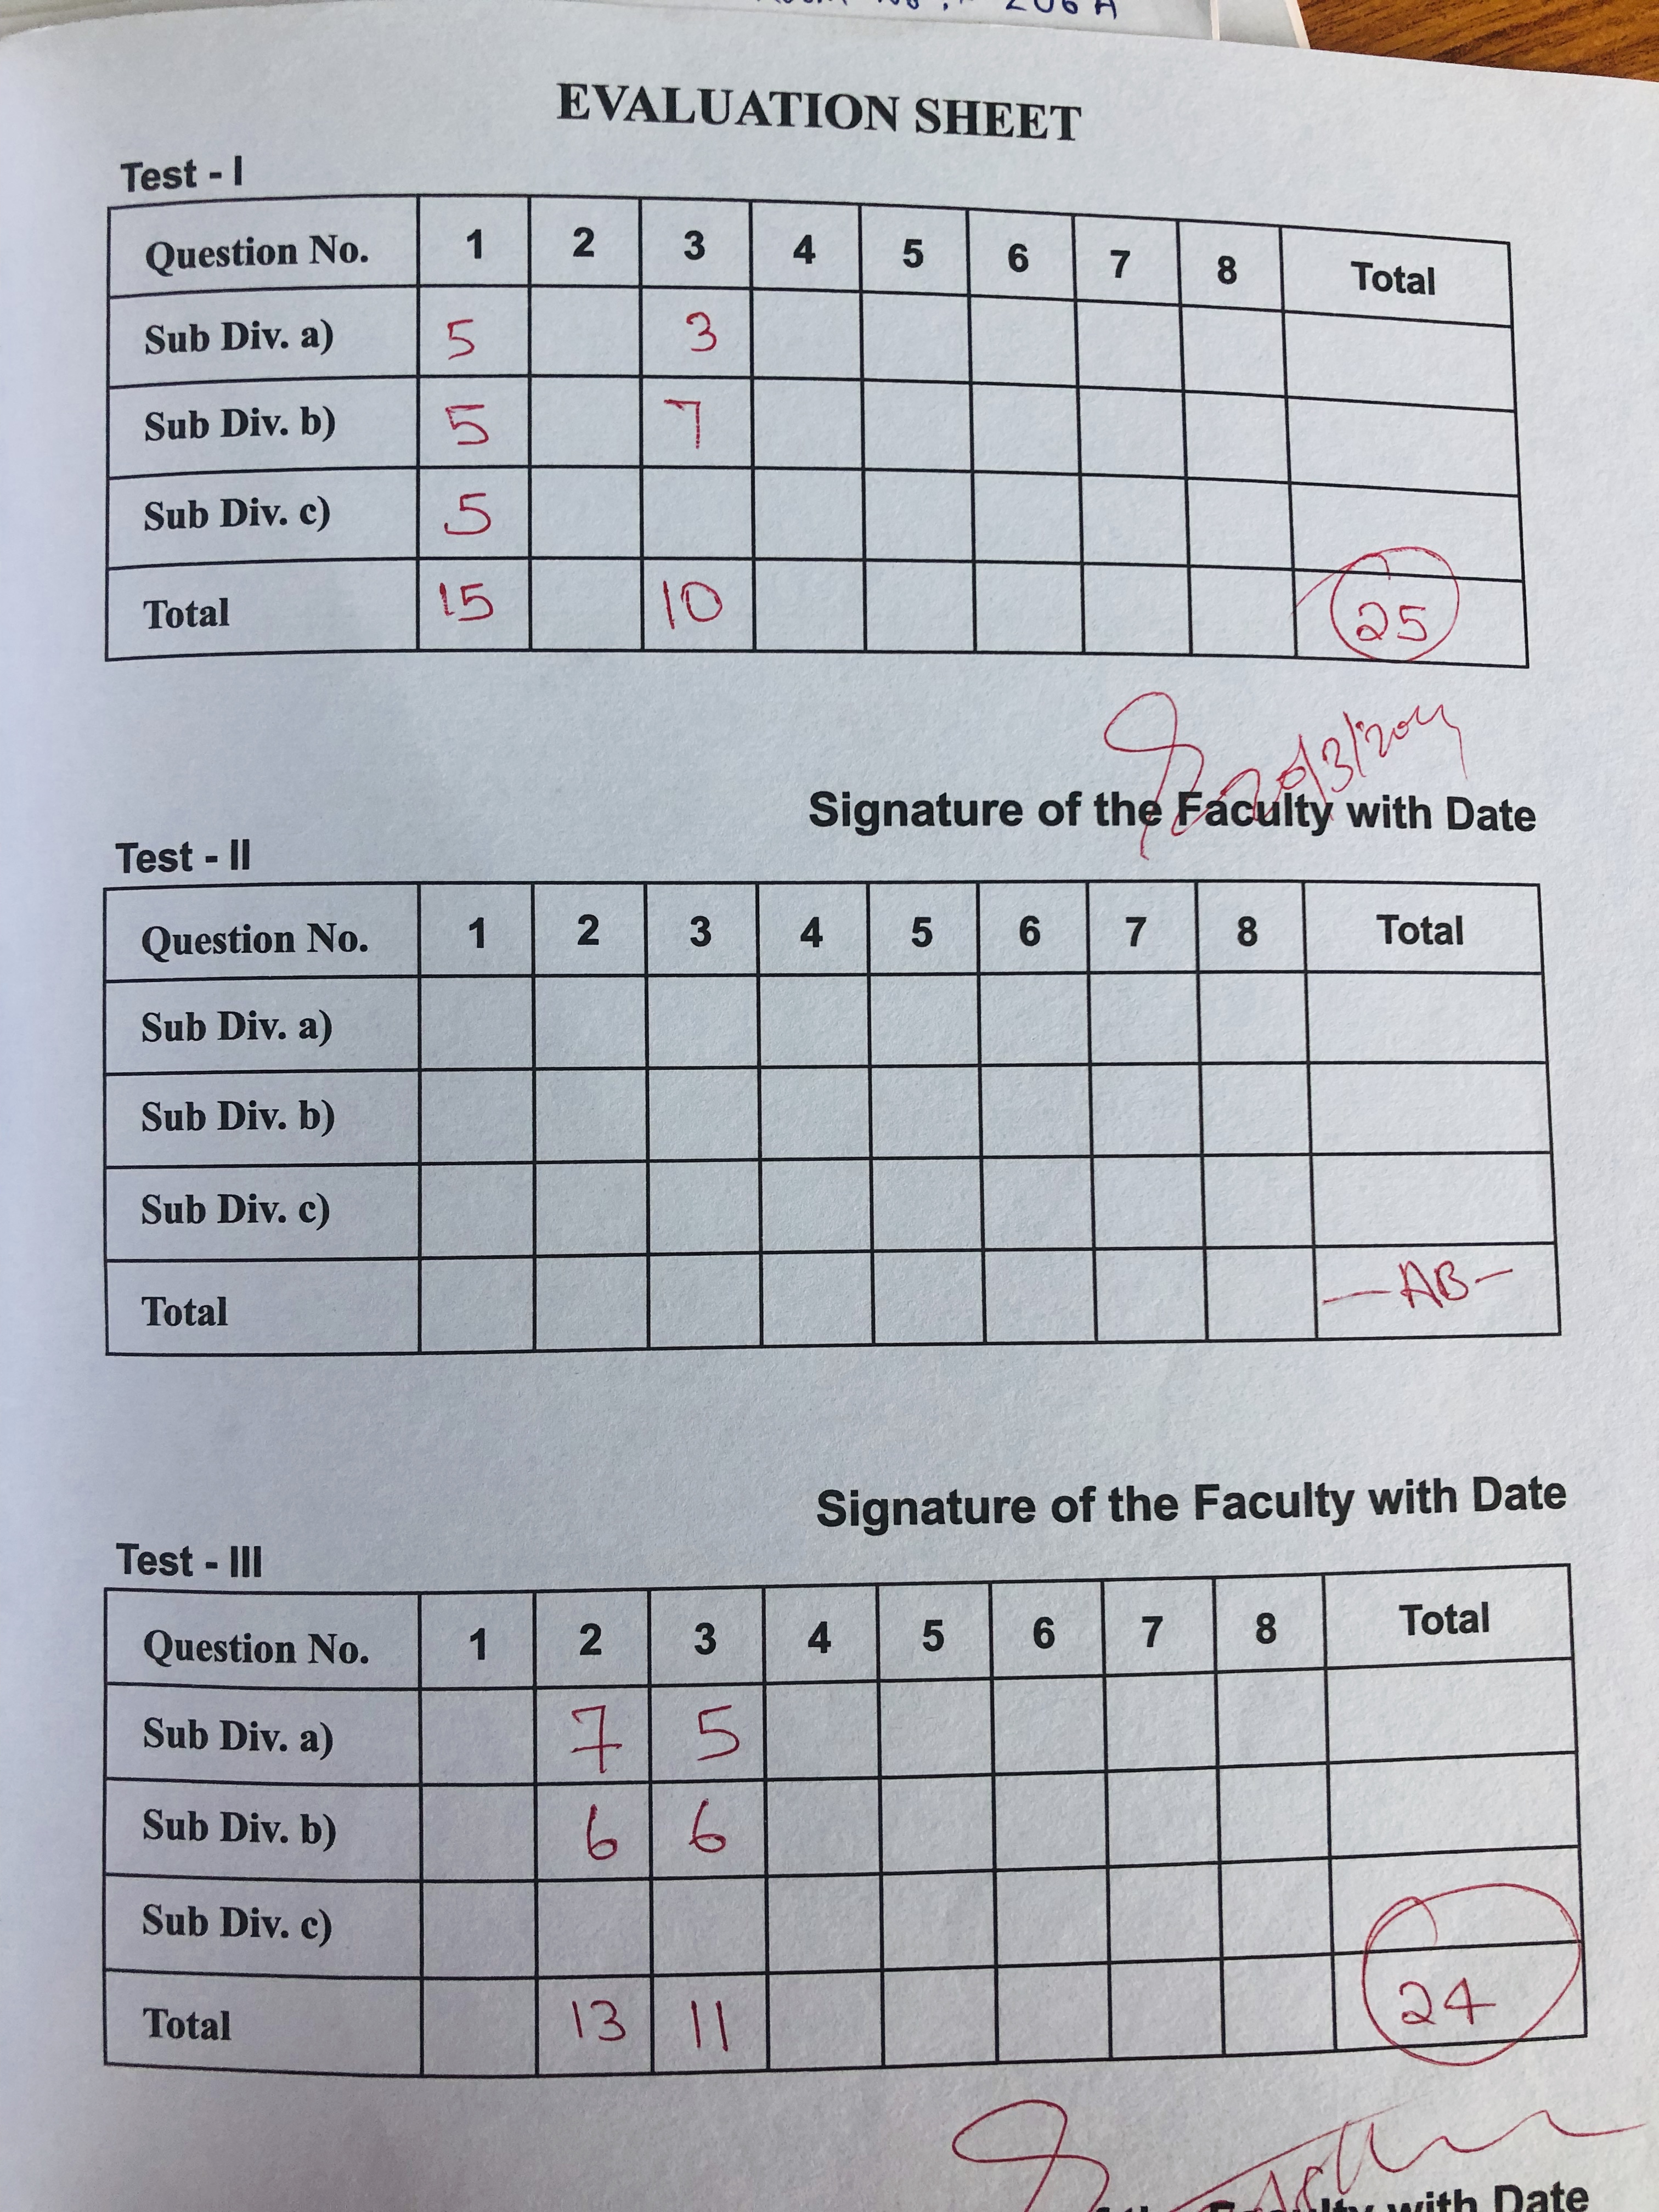 206A
EVALUATION SHEET
Test - I
Question No. 1 2 3 4 5 6 7 8 Total
Sub Div. a) 5 3
Sub Div. b) 5 7
Sub Div. c) 5
Total 15 10 25
20/3/2024
Signature of the Faculty with Date
Test - II
Question No. 1 2 3 4 5 6 7 8 Total
Sub Div. a)
Sub Div. b)
Sub Div. c)
Total -AB-
Signature of the Faculty with Date
Test - III
Question No. 1 2 3 4 5 6 7 8 Total
Sub Div. a) 7 5
Sub Div. b) 6 6
Sub Div. c)
Total 13 11 24
Faculty with Date